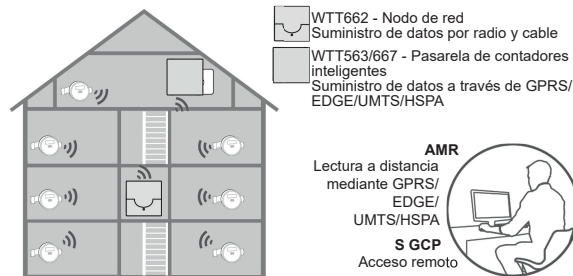 WTT662 - Nodo de red
Suministro de datos por radio y cable
WTT563/667 - Pasarela de contadores
inteligentes
Suministro de datos a través de GPRS/
EDGE/UMTS/HSPA
AMR
Lectura a distancia
mediante GPRS/
EDGE/
UMTS/HSPA
S GCP
Acceso remoto